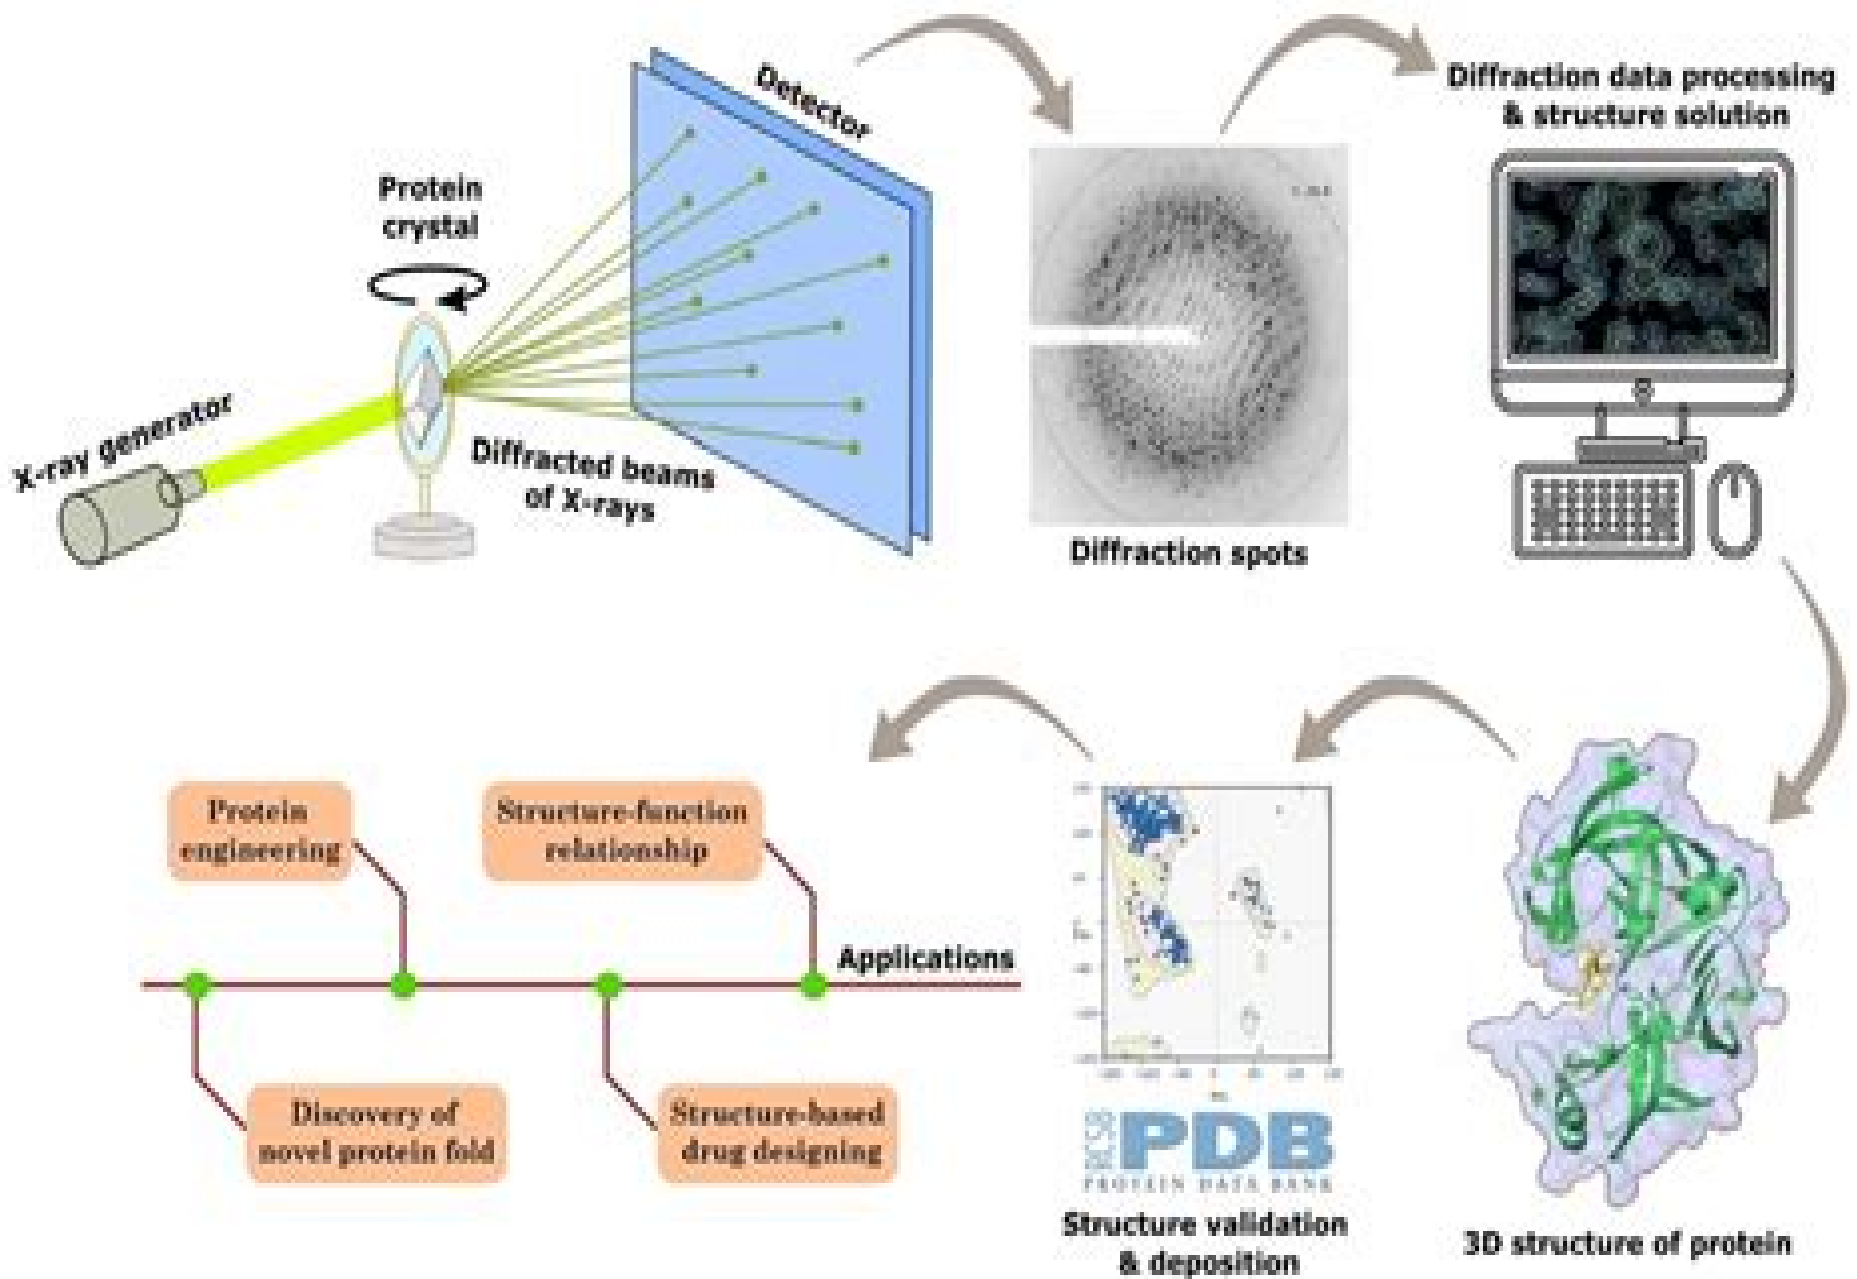 Detector
Protein
crystal
X-ray generator
Diffracted beams
of X-rays
Diffraction spots
Diffraction data processing
& structure solution
3D structure of protein
RCSB
PDB
PROTEIN DATA BANK
Structure validation
& deposition
Applications
Protein
engineering
Structure-function
relationship
Discovery of
novel protein fold
Structure-based
drug designing